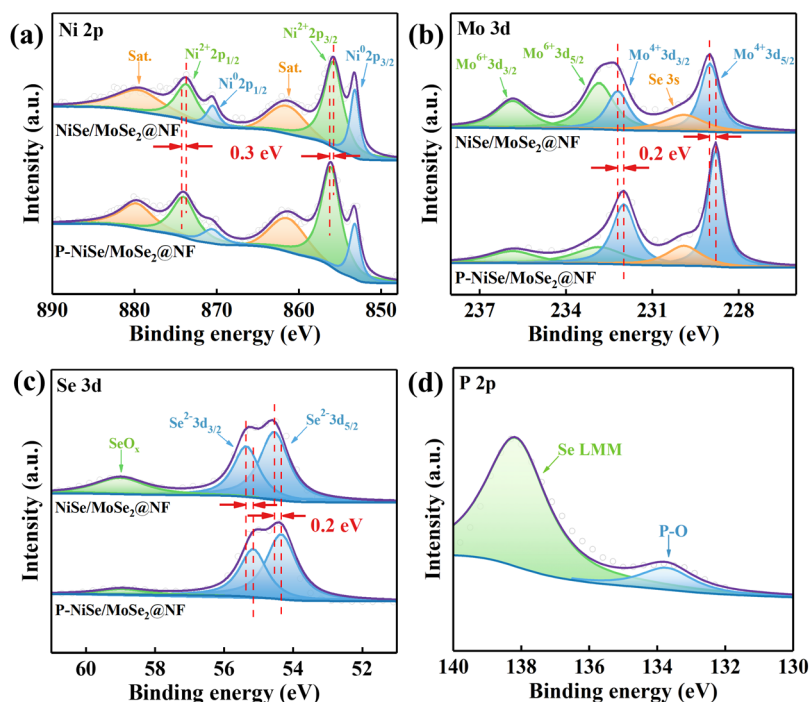 (a)
Ni 2p
Sat.
Ni²⁺2p₁/₂
Ni⁰2p₁/₂
Sat.
Ni²⁺2p₃/₂
Ni⁰2p₃/₂
NiSe/MoSe₂@NF
0.3 eV
P-NiSe/MoSe₂@NF
Intensity (a.u.)
890 880 870 860 850
Binding energy (eV)
(b)
Mo 3d
Mo⁶⁺3d₃/₂
Mo⁶⁺3d₅/₂
Mo⁴⁺3d₃/₂
Se 3s
Mo⁴⁺3d₅/₂
NiSe/MoSe₂@NF
0.2 eV
P-NiSe/MoSe₂@NF
Intensity (a.u.)
237 234 231 228
Binding energy (eV)
(c)
Se 3d
SeOₓ
Se²⁻3d₃/₂
Se²⁻3d₅/₂
NiSe/MoSe₂@NF
0.2 eV
P-NiSe/MoSe₂@NF
Intensity (a.u.)
60 58 56 54 52
Binding energy (eV)
(d)
P 2p
Se LMM
P-O
Intensity (a.u.)
140 138 136 134 132 130
Binding energy (eV)